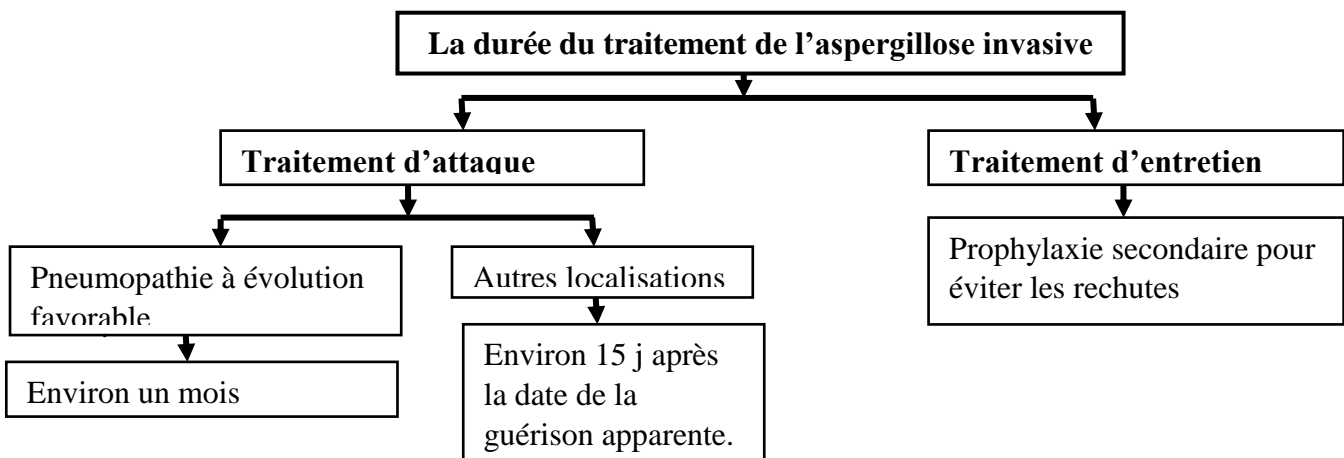 La durée du traitement de l’aspergillose invasive
Traitement d’attaque
Traitement d’entretien
Pneumopathie à évolution
favorable
Autres localisations
Prophylaxie secondaire pour
éviter les rechutes
Environ un mois
Environ 15 j après
la date de la
guérison apparente.